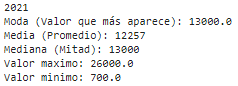 2021
Moda (Valor que más aparece): 13000.0
Media (Promedio): 12257
Mediana (Mitad): 13000
Valor maximo: 26000.0
Valor minimo: 700.0